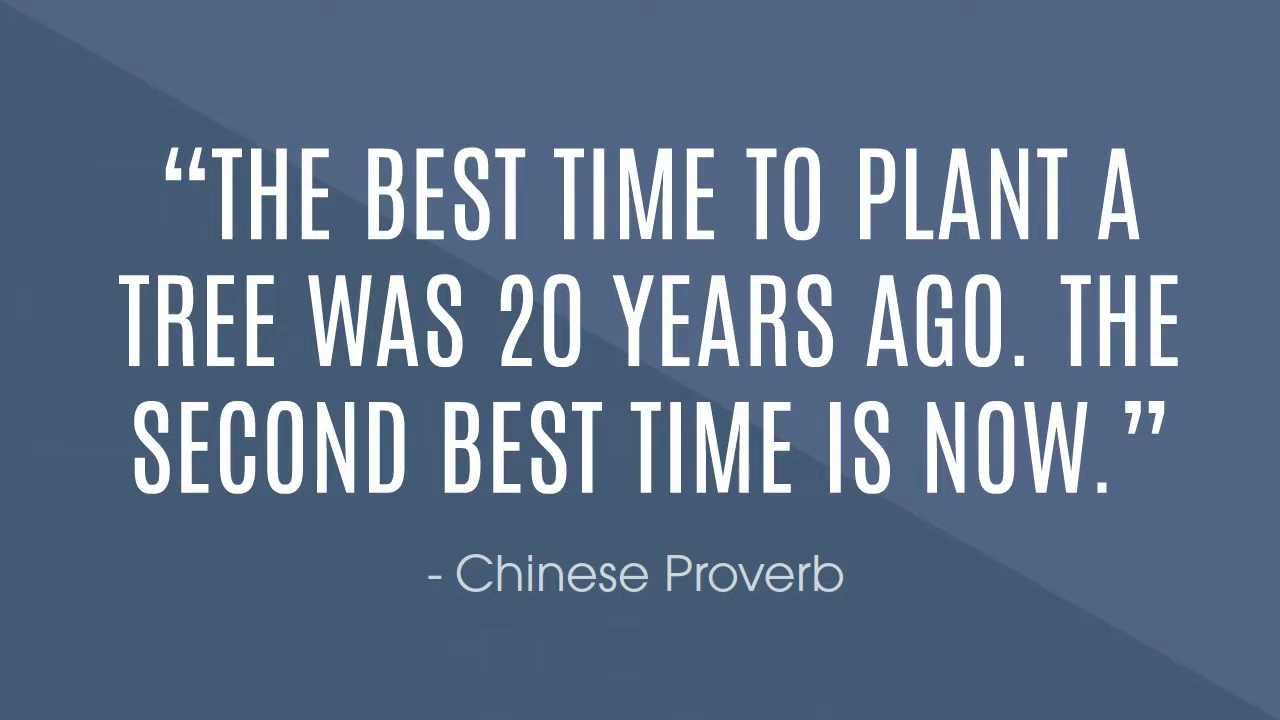 “THE BEST TIME TO PLANT A
TREE WAS 20 YEARS AGO. THE
SECOND BEST TIME IS NOW.”
- Chinese Proverb